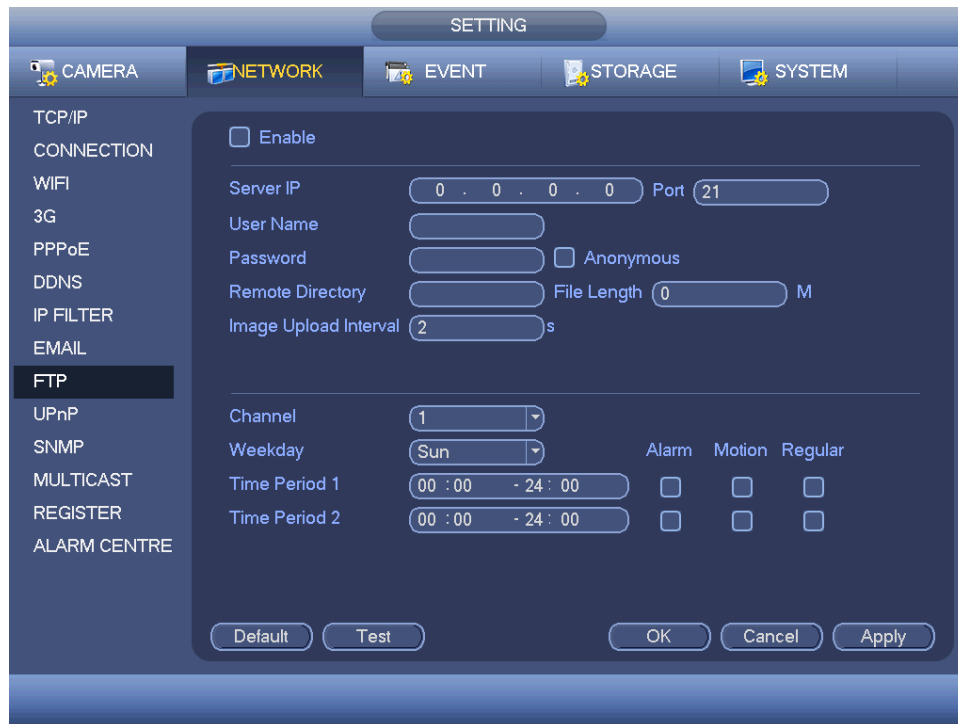 SETTING
CAMERA NETWORK EVENT STORAGE SYSTEM
TCP/IP
CONNECTION
WIFI
3G
PPPoE
DDNS
IP FILTER
EMAIL
FTP
UPnP
SNMP
MULTICAST
REGISTER
ALARM CENTRE
Enable
Server IP 0 . 0 . 0 . 0 Port 21
User Name
Password Anonymous
Remote Directory File Length 0 M
Image Upload Interval 2 s
Channel 1
Weekday Sun Alarm Motion Regular
Time Period 1 00 :00 - 24 : 00
Time Period 2 00 :00 - 24 : 00
Default Test OK Cancel Apply